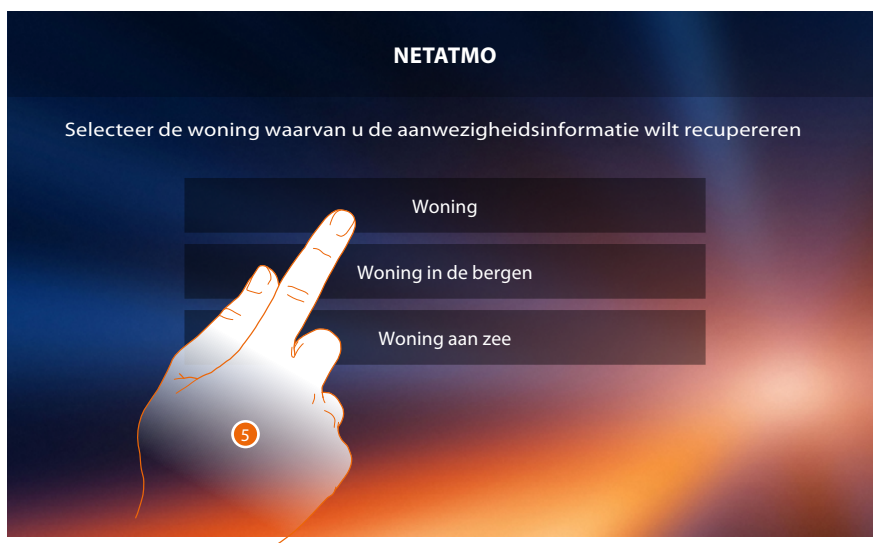 NETATMO
Selecteer de woning waarvan u de aanwezigheidsinformatie wilt recupereren
Woning
Woning in de bergen
Woning aan zee
5